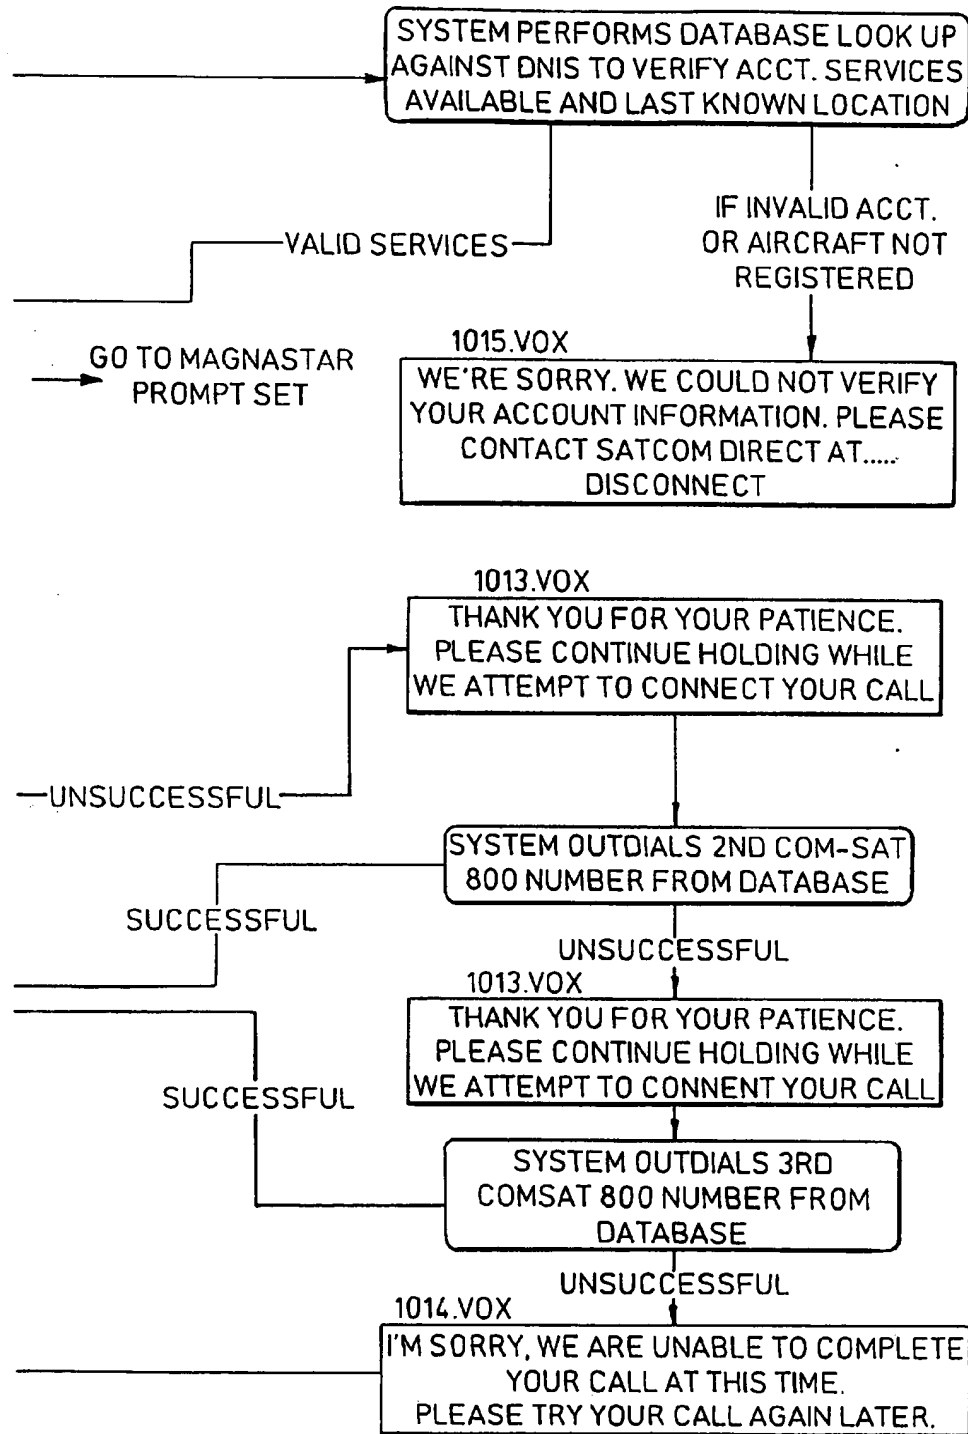 SYSTEM PERFORMS DATABASE LOOK UP
AGAINST DNIS TO VERIFY ACCT. SERVICES
AVAILABLE AND LAST KNOWN LOCATION
VALID SERVICES
IF INVALID ACCT.
OR AIRCRAFT NOT
REGISTERED
GO TO MAGNASTAR
PROMPT SET
1015.VOX
WE'RE SORRY. WE COULD NOT VERIFY
YOUR ACCOUNT INFORMATION. PLEASE
CONTACT SATCOM DIRECT AT.....
DISCONNECT
1013.VOX
THANK YOU FOR YOUR PATIENCE.
PLEASE CONTINUE HOLDING WHILE
WE ATTEMPT TO CONNECT YOUR CALL
UNSUCCESSFUL
SYSTEM OUTDIALS 2ND COM-SAT
800 NUMBER FROM DATABASE
SUCCESSFUL
UNSUCCESSFUL
1013.VOX
THANK YOU FOR YOUR PATIENCE.
PLEASE CONTINUE HOLDING WHILE
WE ATTEMPT TO CONNENT YOUR CALL
SUCCESSFUL
SYSTEM OUTDIALS 3RD
COMSAT 800 NUMBER FROM
DATABASE
UNSUCCESSFUL
1014.VOX
I'M SORRY, WE ARE UNABLE TO COMPLETE
YOUR CALL AT THIS TIME.
PLEASE TRY YOUR CALL AGAIN LATER.